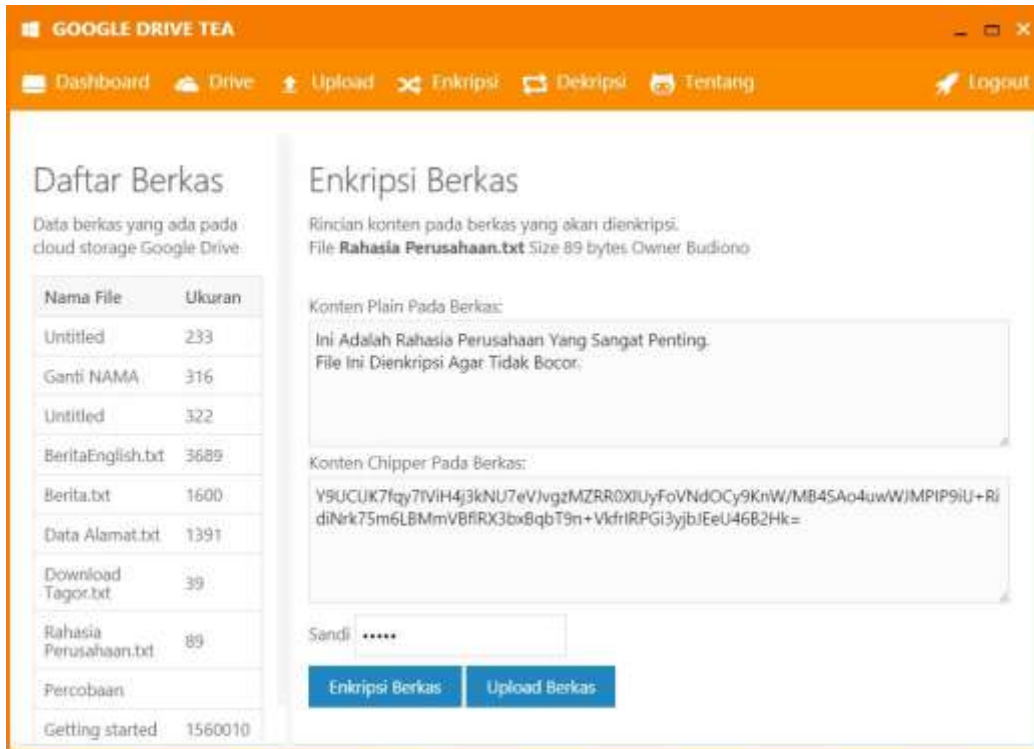 GOOGLE DRIVE TEA
Dashboard Drive Upload Enkripsi Dekripsi Tentang Logout
Daftar Berkas
Data berkas yang ada pada
cloud storage Google Drive
Nama File Ukuran
Untitled 233
Ganti NAMA 316
Untitled 322
BeritaEnglish.txt 3689
Berita.txt 1600
Data Alamat.txt 1391
Download
Tagor.txt 39
Rahasia
Perusahaan.txt 89
Percobaan
Getting started 1560010
Enkripsi Berkas
Rincian konten pada berkas yang akan dienkripsi.
File Rahasia Perusahaan.txt Size 89 bytes Owner Budiono
Konten Plain Pada Berkas:
Ini Adalah Rahasia Perusahaan Yang Sangat Penting.
File Ini Dienkripsi Agar Tidak Bocor.
Konten Chipper Pada Berkas:
Sandi •••••
Enkripsi Berkas Upload Berkas